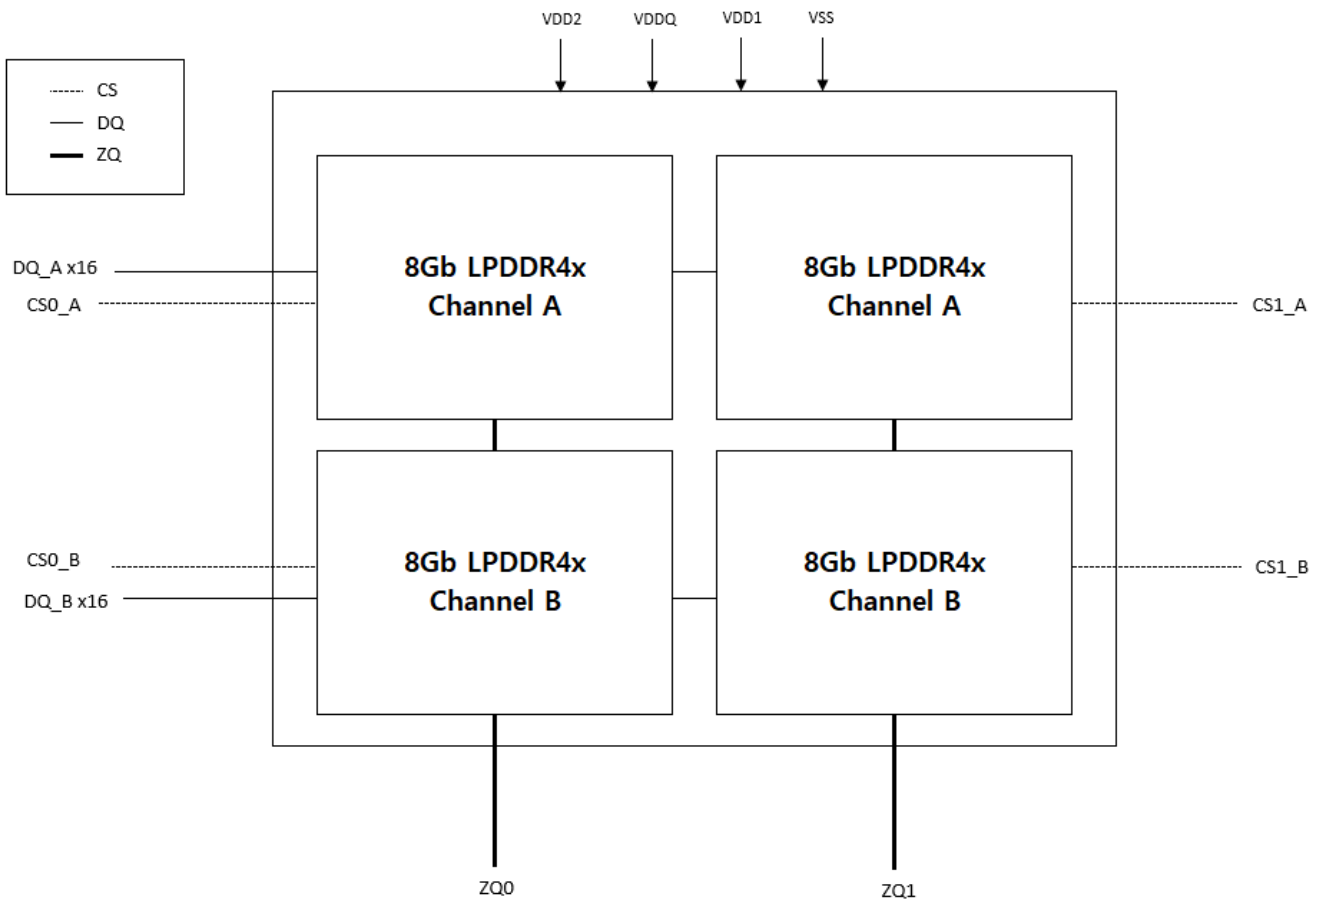 VDD2
VDDQ
VDD1
VSS
CS
DQ
ZQ
DQ_A x16
CS0_A
8Gb LPDDR4x
Channel A
8Gb LPDDR4x
Channel A
CS1_A
CS0_B
DQ_B x16
8Gb LPDDR4x
Channel B
8Gb LPDDR4x
Channel B
CS1_B
ZQ0
ZQ1